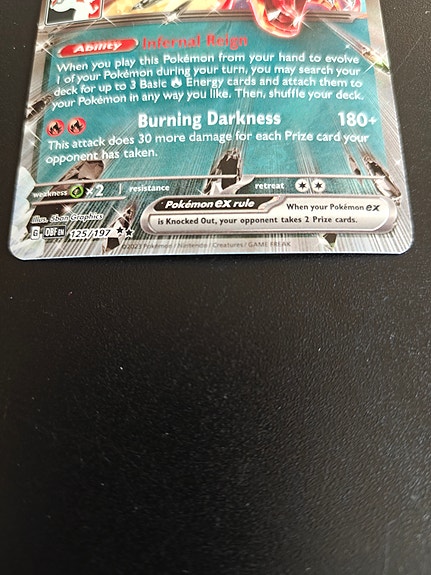 Ability Infernal Reign
When you play this Pokémon from your hand to evolve
1 of your Pokémon during your turn, you may search your
deck for up to 3 Basic Energy cards and attach them to
your Pokémon in any way you like. Then, shuffle your deck.
Burning Darkness 180+
This attack does 30 more damage for each Prize card your
opponent has taken.
weakness ×2 resistance retreat
Pokémon ex rule When your Pokémon ex
is Knocked Out, your opponent takes 2 Prize cards.
Illus. 5ban Graphics
G OBF EN 125/197 ©2023 Pokémon / Nintendo / Creatures / GAME FREAK